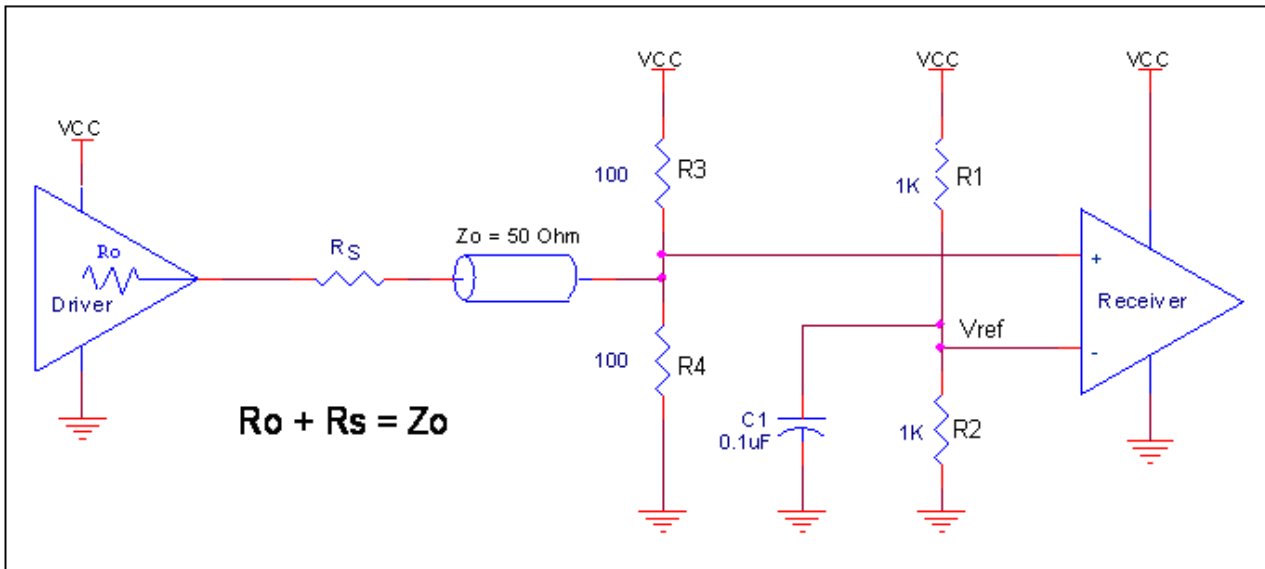 VCC
VCC
VCC
VCC
Ro
Driver
RS
Zo = 50 Ohm
100
R3
1K
R1
+
Receiver
-
Vref
100
R4
C1
0.1uF
1K
R2
Ro + Rs = Zo